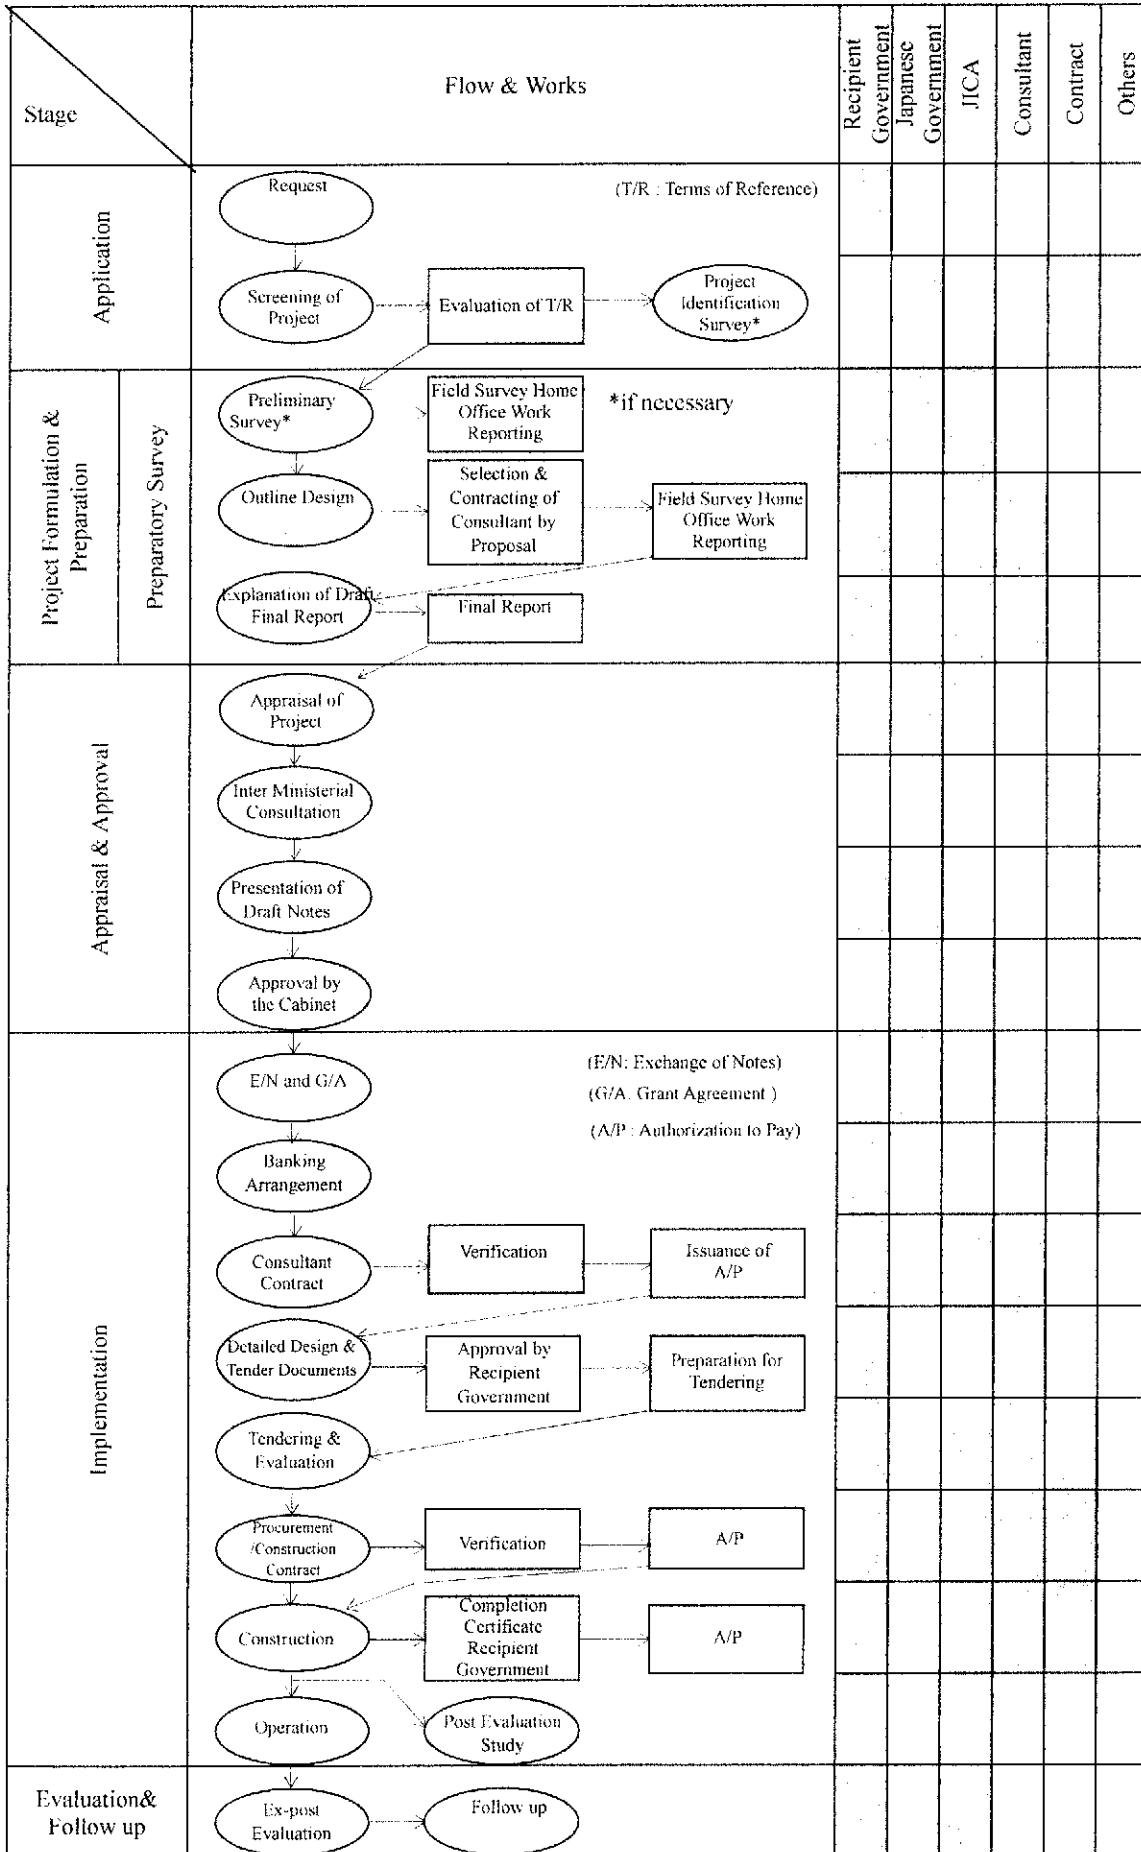 Stage
Flow & Works
Recipient
Government
Japanese
Government
JICA
Consultant
Contract
Others
Application
Request
(T/R : Terms of Reference)
Screening of
Project
Evaluation of T/R
Project
Identification
Survey*
Project Formulation &
Preparation
Preparatory Survey
Preliminary
Survey*
Field Survey Home
Office Work
Reporting
*if necessary
Outline Design
Selection &
Contracting of
Consultant by
Proposal
Field Survey Home
Office Work
Reporting
Explanation of Draft
Final Report
Final Report
Appraisal & Approval
Appraisal of
Project
Inter Ministerial
Consultation
Presentation of
Draft Notes
Approval by
the Cabinet
Implementation
E/N and G/A
(E/N: Exchange of Notes)
(G/A: Grant Agreement )
(A/P : Authorization to Pay)
Banking
Arrangement
Consultant
Contract
Verification
Issuance of
A/P
Detailed Design &
Tender Documents
Approval by
Recipient
Government
Preparation for
Tendering
Tendering &
Evaluation
Procurement
/Construction
Contract
Verification
A/P
Construction
Completion
Certificate
Recipient
Government
A/P
Operation
Post Evaluation
Study
Evaluation&
Follow up
Ex-post
Evaluation
Follow up